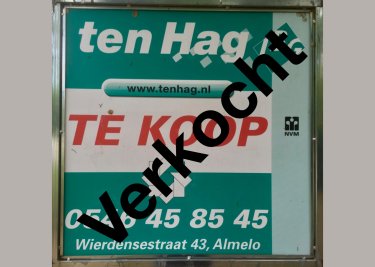 ten Hag
www.tenhag.nl
TE KOOP
Verkocht
NVM
0546 45 85 45
Wierdensestraat 43, Almelo